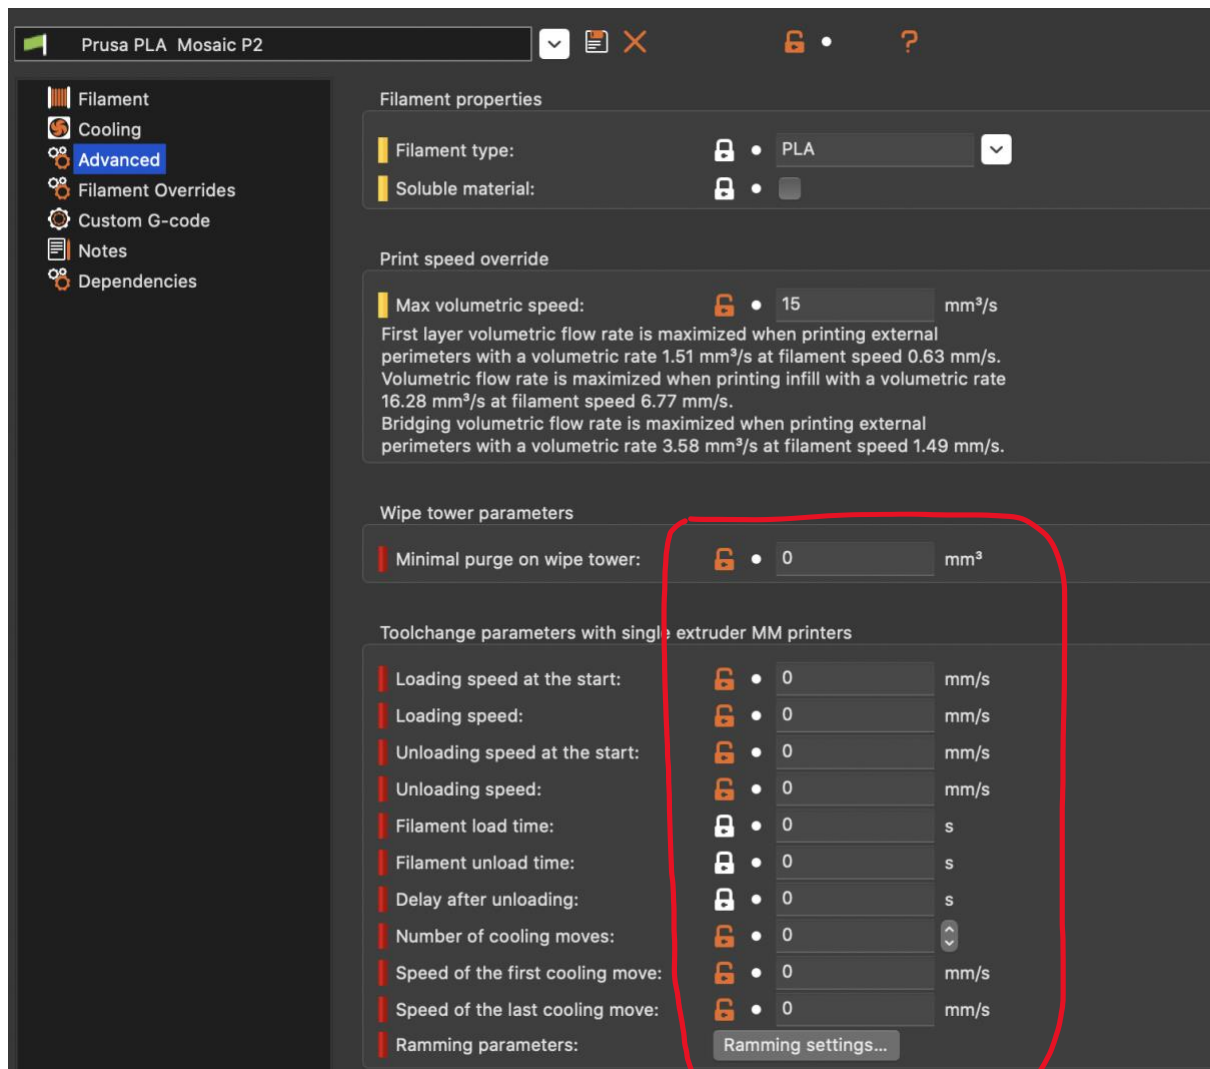 Prusa PLA Mosaic P2
?
Filament
Cooling
Advanced
Filament Overrides
Custom G-code
Notes
Dependencies
Filament properties
Filament type: PLA
Soluble material:
Print speed override
Max volumetric speed: 15 mm³/s
First layer volumetric flow rate is maximized when printing external
perimeters with a volumetric rate 1.51 mm³/s at filament speed 0.63 mm/s.
Volumetric flow rate is maximized when printing infill with a volumetric rate
16.28 mm³/s at filament speed 6.77 mm/s.
Bridging volumetric flow rate is maximized when printing external
perimeters with a volumetric rate 3.58 mm³/s at filament speed 1.49 mm/s.
Wipe tower parameters
Minimal purge on wipe tower: 0 mm³
Toolchange parameters with single extruder MM printers
Loading speed at the start: 0 mm/s
Loading speed: 0 mm/s
Unloading speed at the start: 0 mm/s
Unloading speed: 0 mm/s
Filament load time: 0 s
Filament unload time: 0 s
Delay after unloading: 0 s
Number of cooling moves: 0
Speed of the first cooling move: 0 mm/s
Speed of the last cooling move: 0 mm/s
Ramming parameters: Ramming settings...